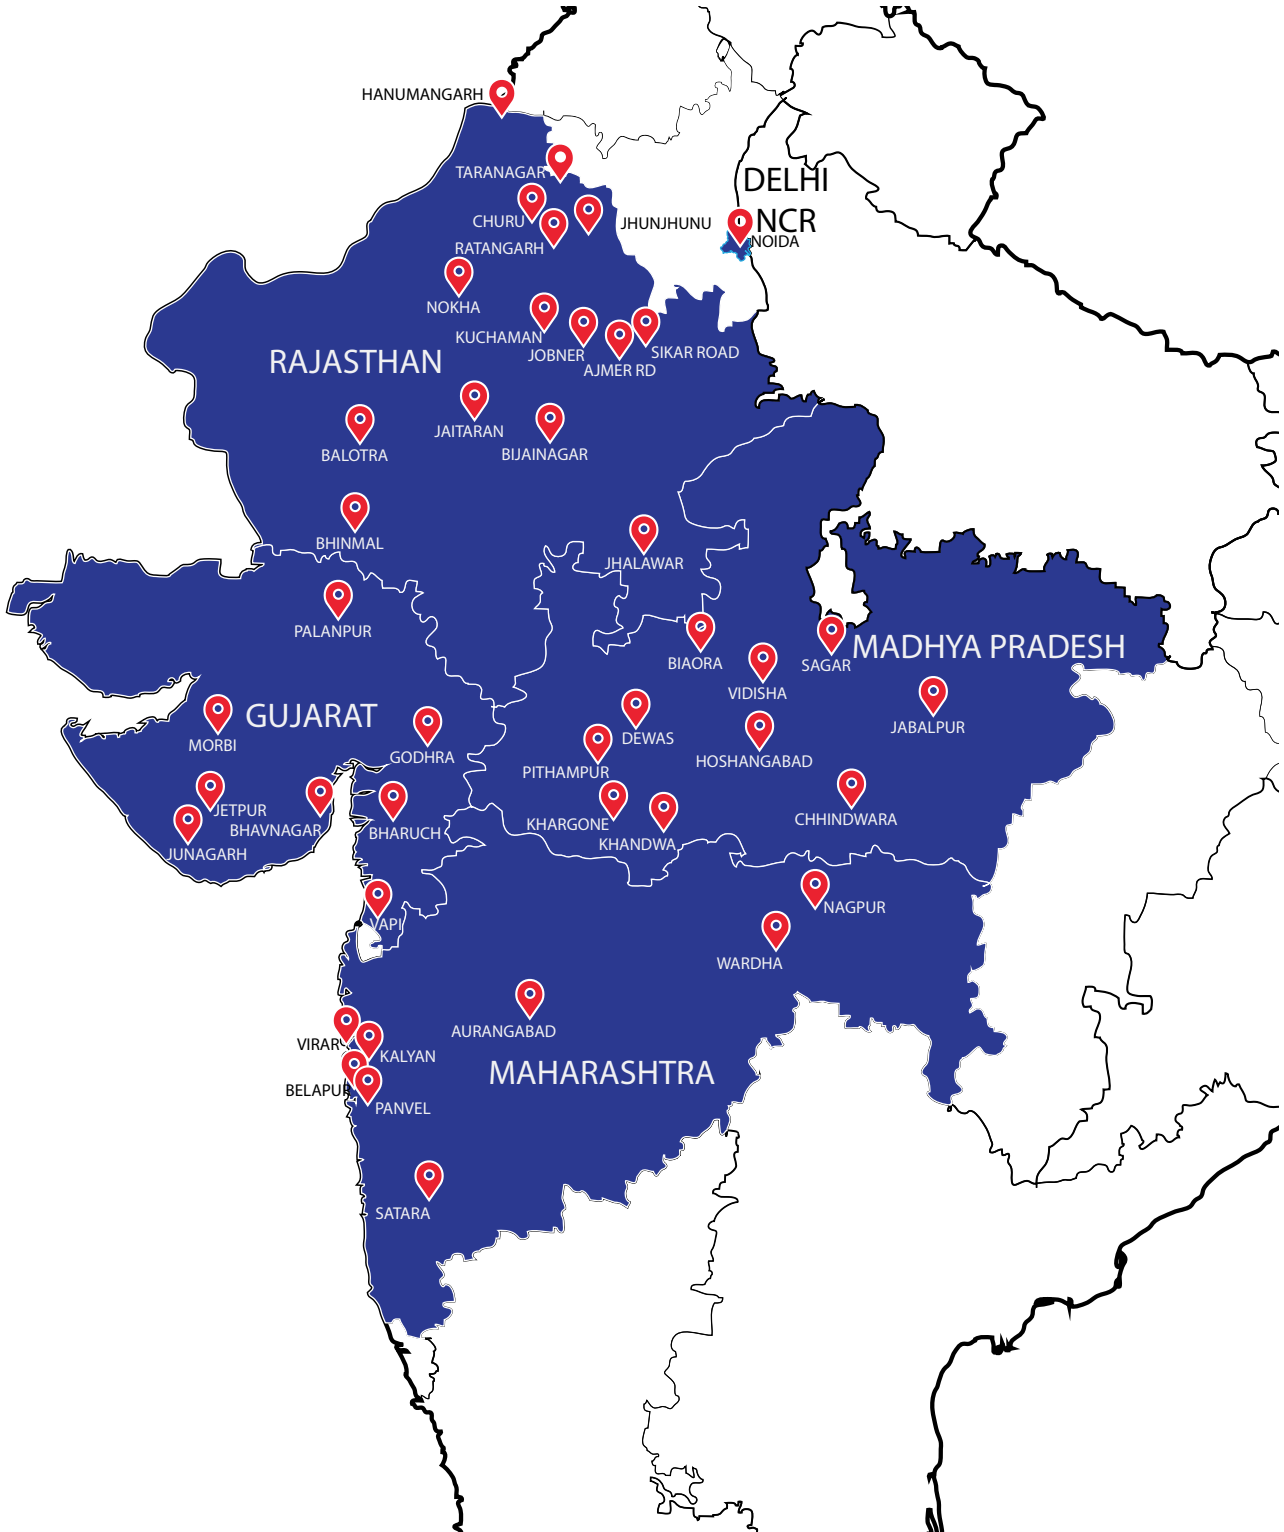 HANUMANGARH
TARANAGAR
DELHI
NCR
NOIDA
CHURU
JHUNJHUNU
RATANGARH
NOKHA
KUCHAMAN
JOBNER
SIKAR ROAD
AJMER RD
RAJASTHAN
JAITARAN
BALOTRA
BIJAINAGAR
BHINMAL
JHALAWAR
PALANPUR
BIAORA
SAGAR
MADHYA PRADESH
VIDISHA
JABALPUR
MORBI
GUJARAT
GODHRA
DEWAS
PITHAMPUR
HOSHANGABAD
JETPUR
BHAVNAGAR
JUNAGARH
BHARUCH
KHARGONE
KHANDWA
CHHINDWARA
NAGPUR
VAPI
WARDHA
AURANGABAD
VIRAR
KALYAN
MAHARASHTRA
BELAPUR
PANVEL
SATARA